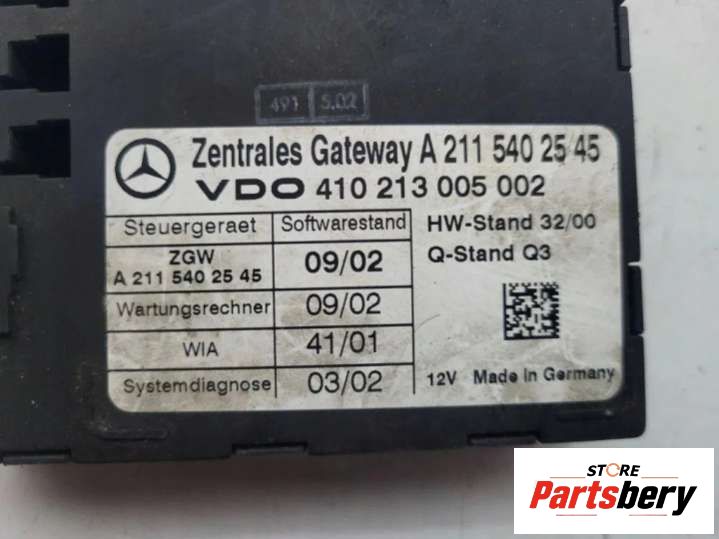 491 5.02
Zentrales Gateway A 211 540 25 45
VDO 410 213 005 002
Steuergeraet Softwarestand
HW-Stand 32/00
ZGW
A 211 540 25 45
09/02
Q-Stand Q3
Wartungsrechner 09/02
WIA 41/01
Systemdiagnose 03/02
12V Made in Germany
STORE
Partsbery